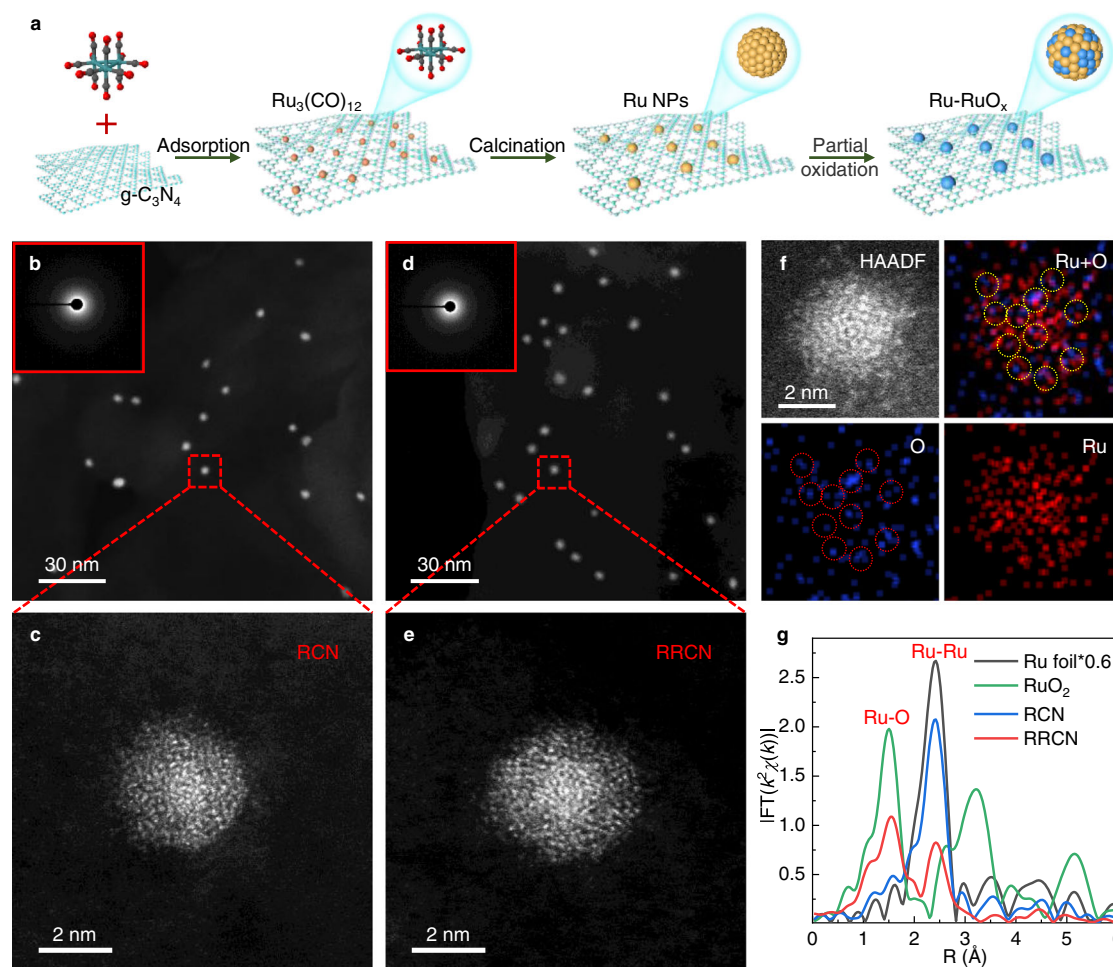 a
Ru₃(CO)₁₂
Ru NPs
Ru-RuOₓ
Adsorption
Calcination
Partial
oxidation
g-C₃N₄
b
d
f
HAADF
Ru+O
2 nm
O
Ru
30 nm
30 nm
c
RCN
e
RRCN
2 nm
2 nm
g
Ru-Ru
Ru-O
Ru foil*0.6
RuO₂
RCN
RRCN
|FT(k²χ(k))|
2.5
2.0
1.5
1.0
0.5
0 1 2 3 4 5 6
R (Å)